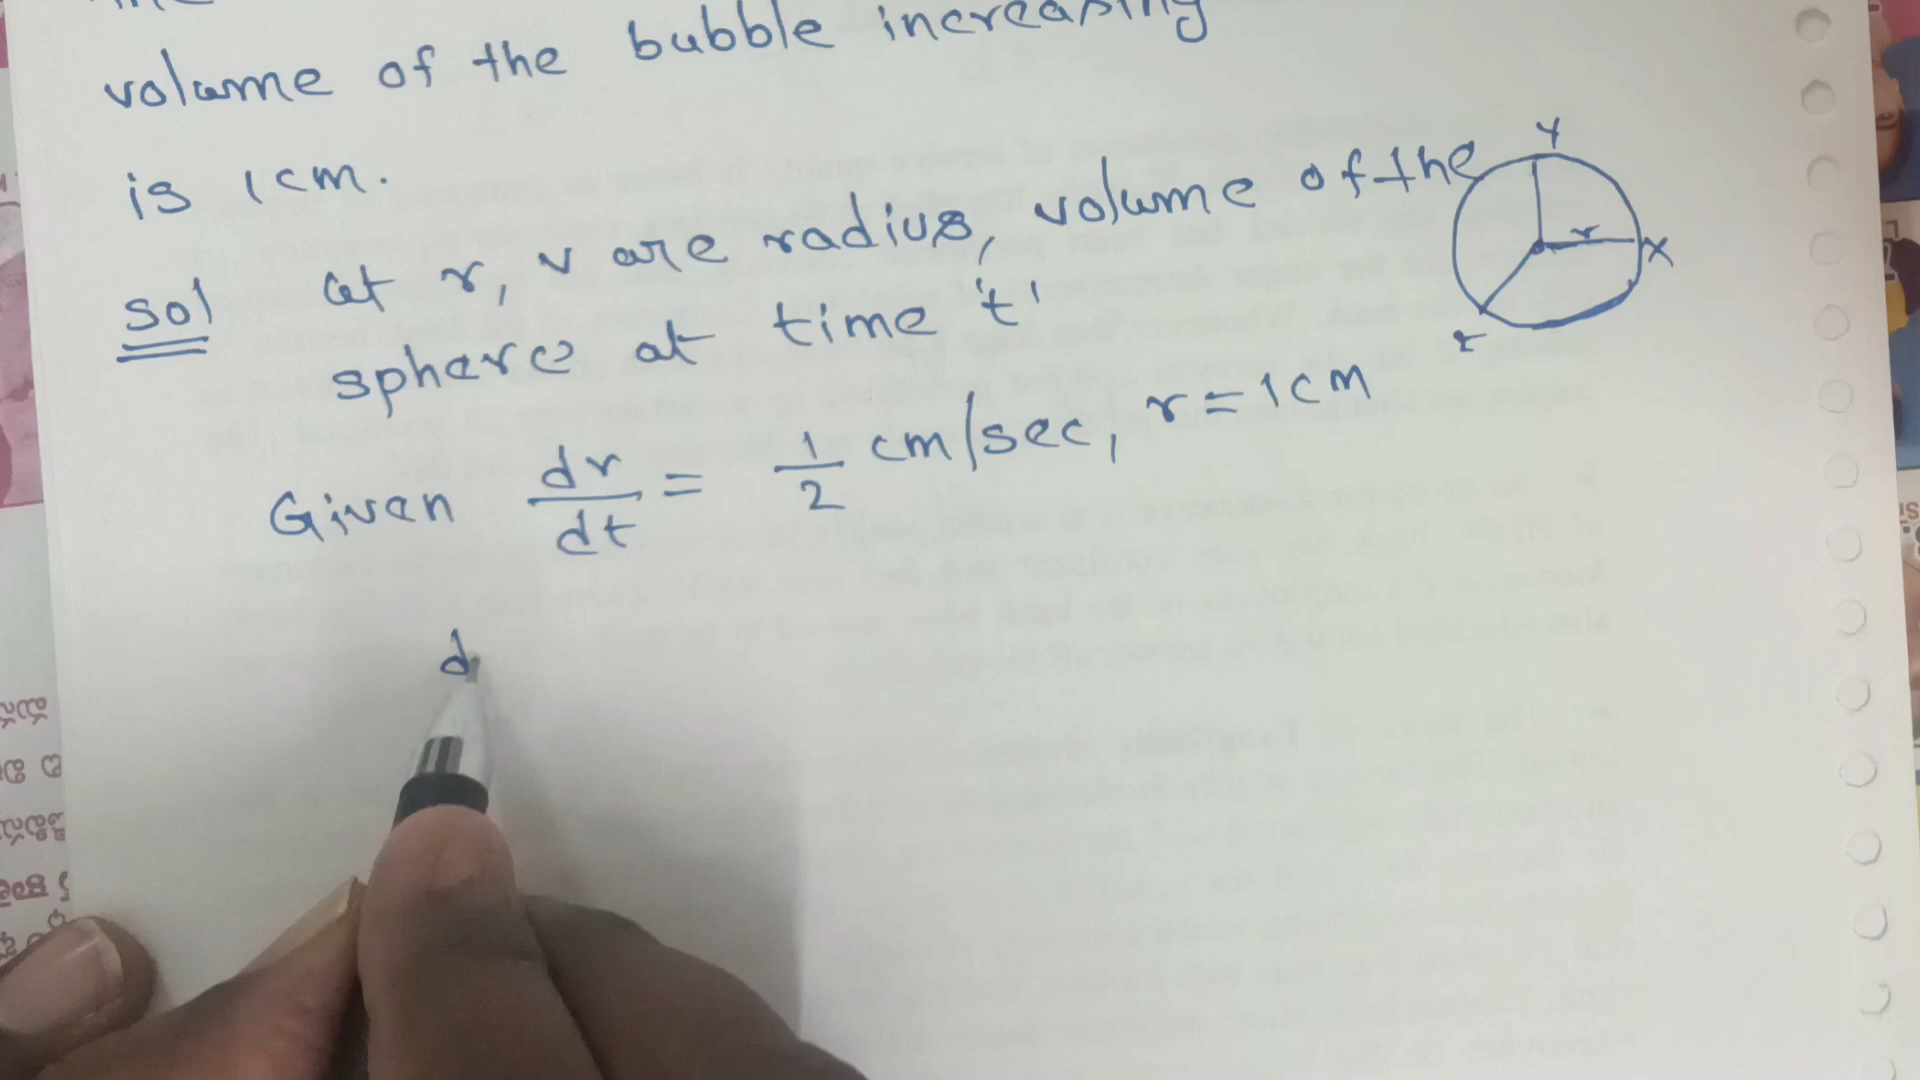 volume of the bubble increasing
is 1cm.
sol at r, v are radius, volume of the
sphere at time 't'
Given dr/dt = 1/2 cm/sec, r=1cm
d
Y
r
X
z